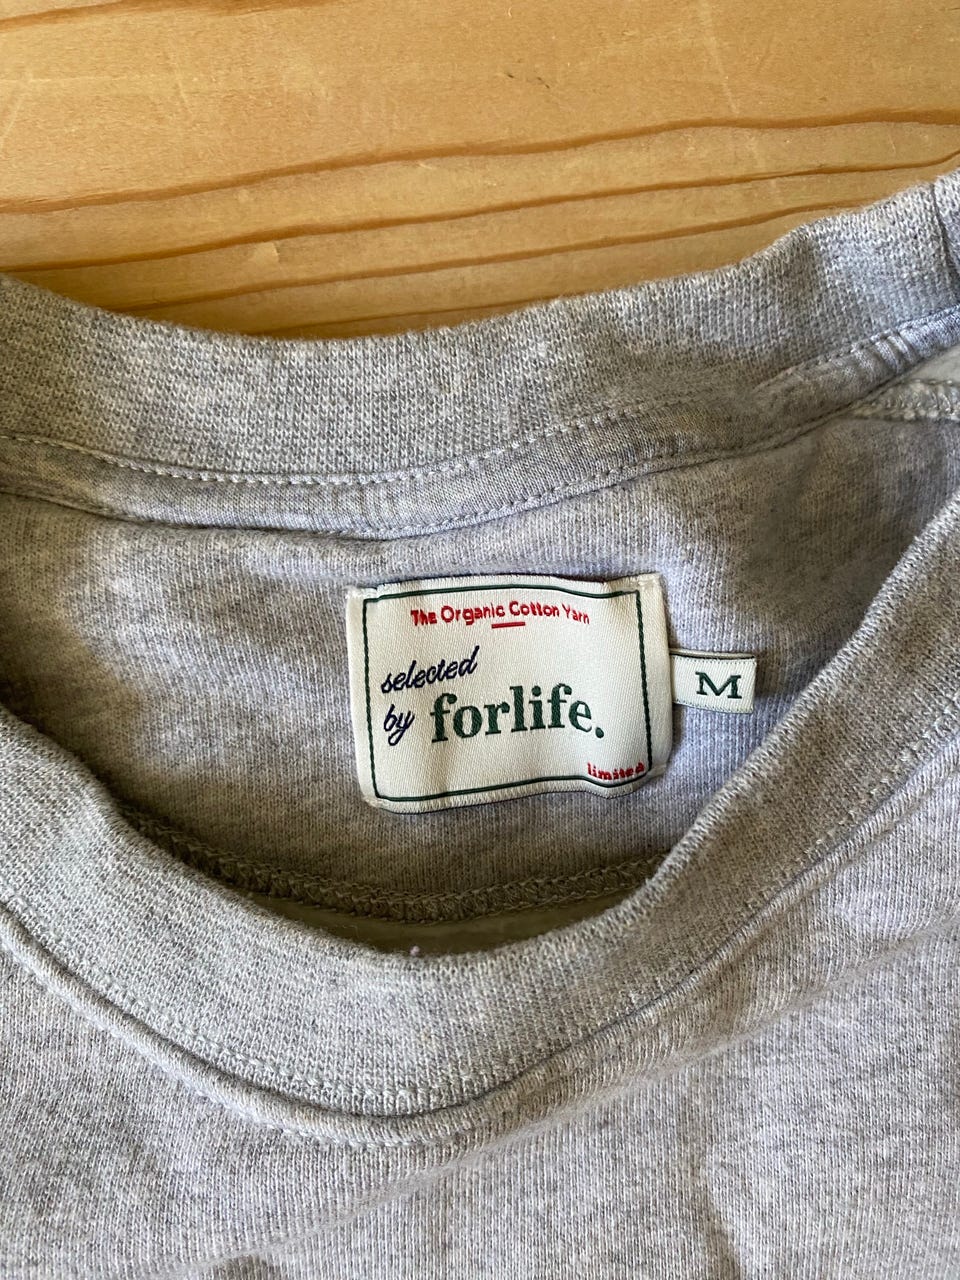 The Organic Cotton Yarn
selected
by forlife.
limited
M